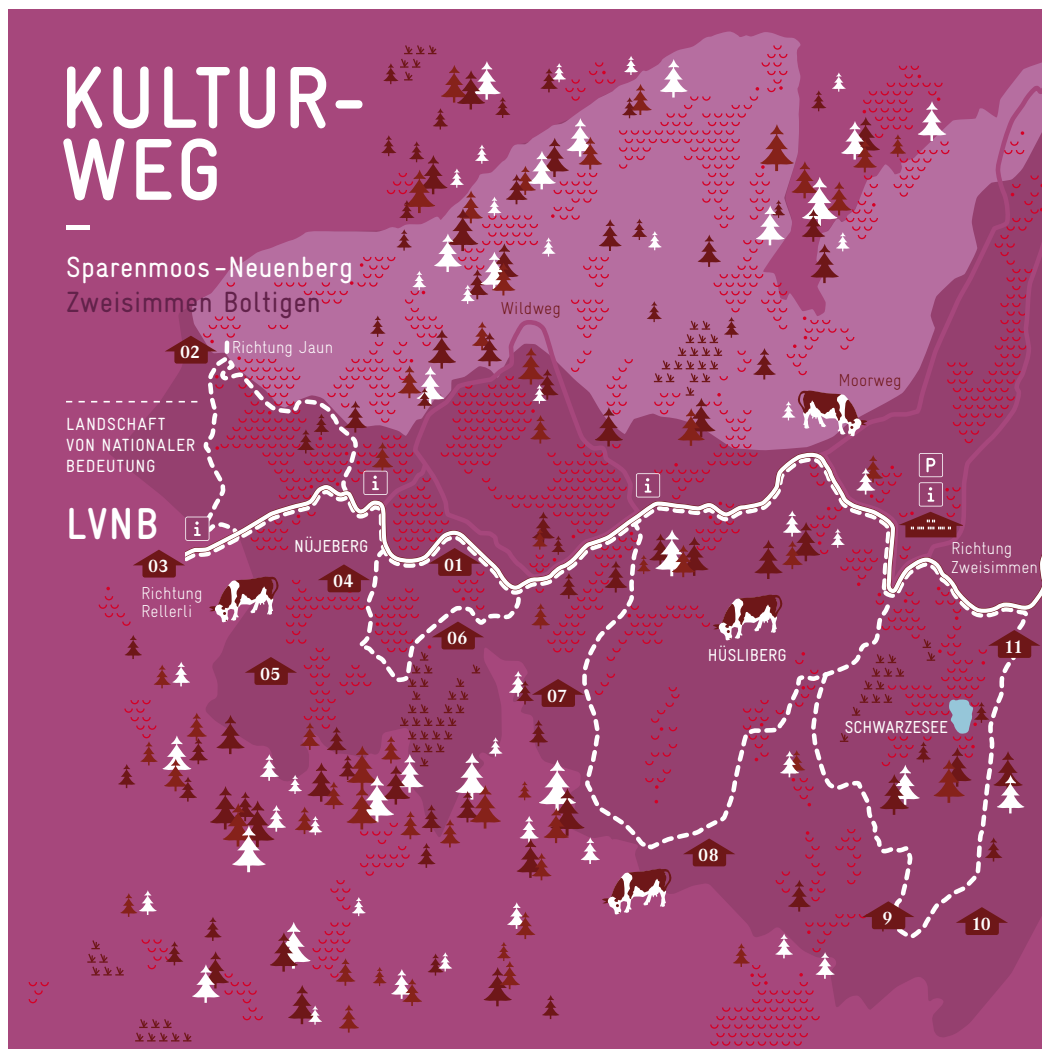 KULTUR-
WEG
Sparenmoos-Neuenberg
Zweisimmen Boltigen
Wildweg
02
Richtung Jaun
Moorweg
LANDSCHAFT
VON NATIONALER
BEDEUTUNG
P
i
i
i
LVNB
i
NÜJEBERG
Richtung
Zweisimmen
03
01
04
Richtung
Rellerli
06
11
HÜSLIBERG
05
07
SCHWARZESEE
08
9
10